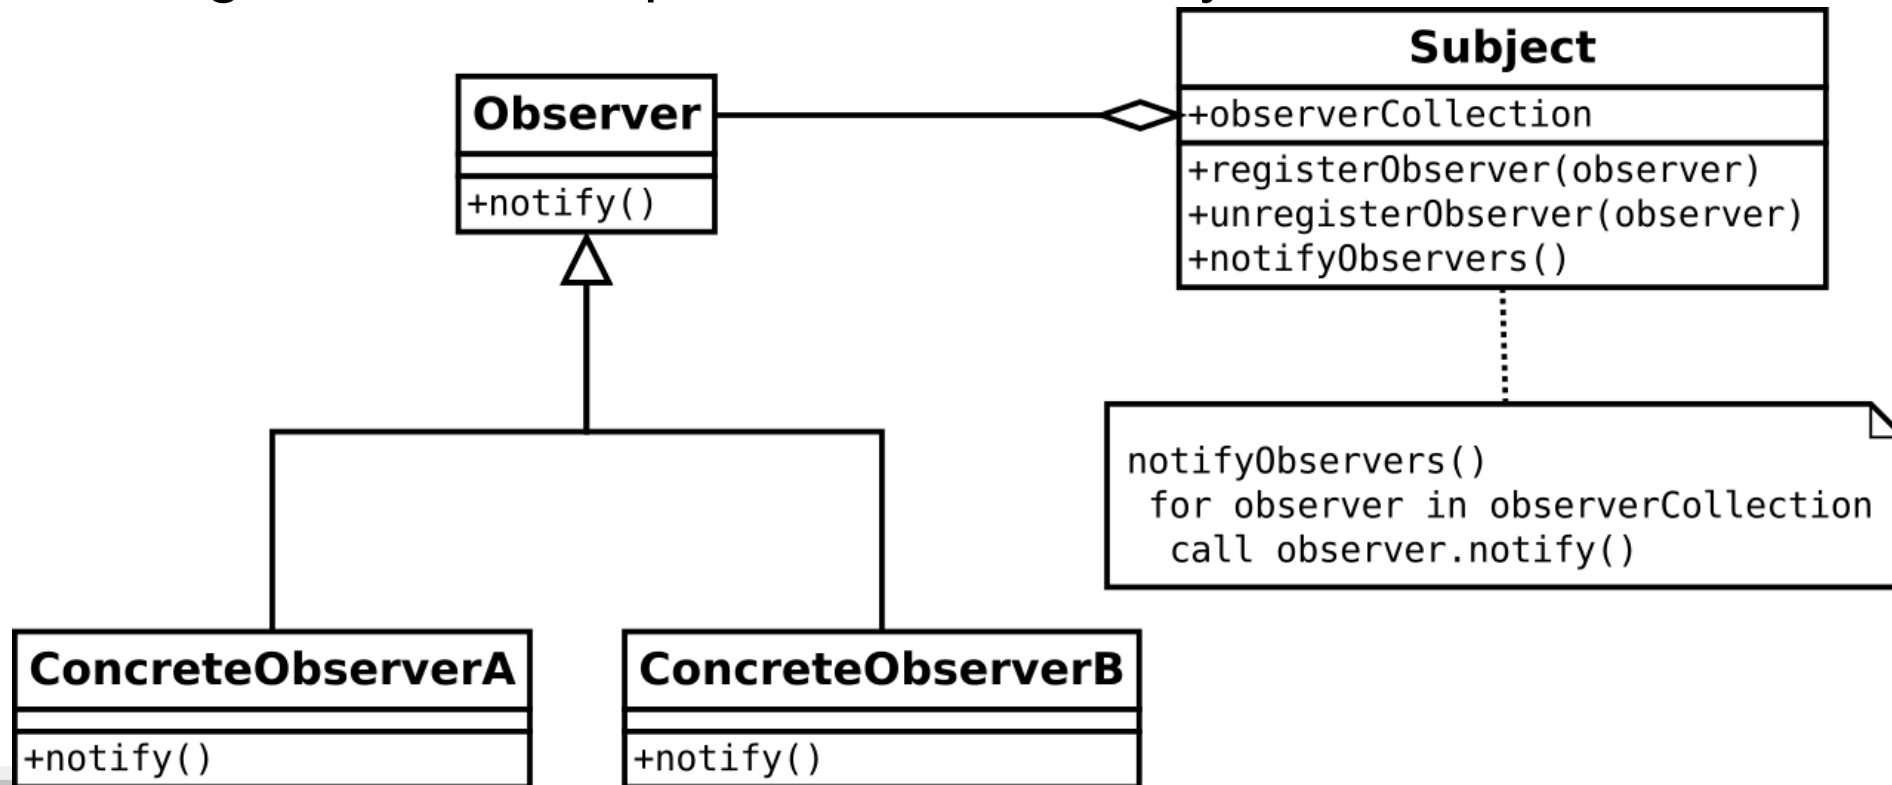 Observer
+notify()
Subject
+observerCollection
+registerObserver(observer)
+unregisterObserver(observer)
+notifyObservers()
notifyObservers()
for observer in observerCollection
call observer.notify()
ConcreteObserverA
+notify()
ConcreteObserverB
+notify()